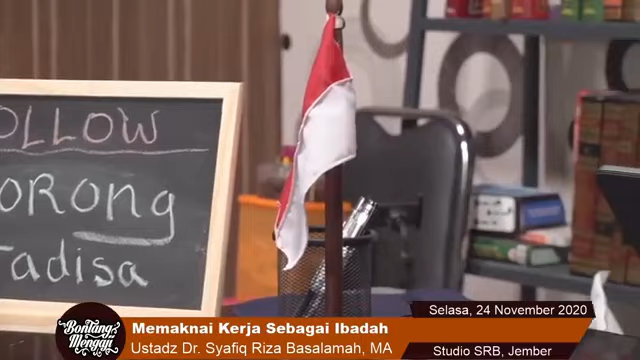 OLLOW
ORONg
Tadisa
Bontang
Mengaji
Memaknai Kerja Sebagai Ibadah
Ustadz Dr. Syafiq Riza Basalamah, MA
Selasa, 24 November 2020
Studio SRB, Jember